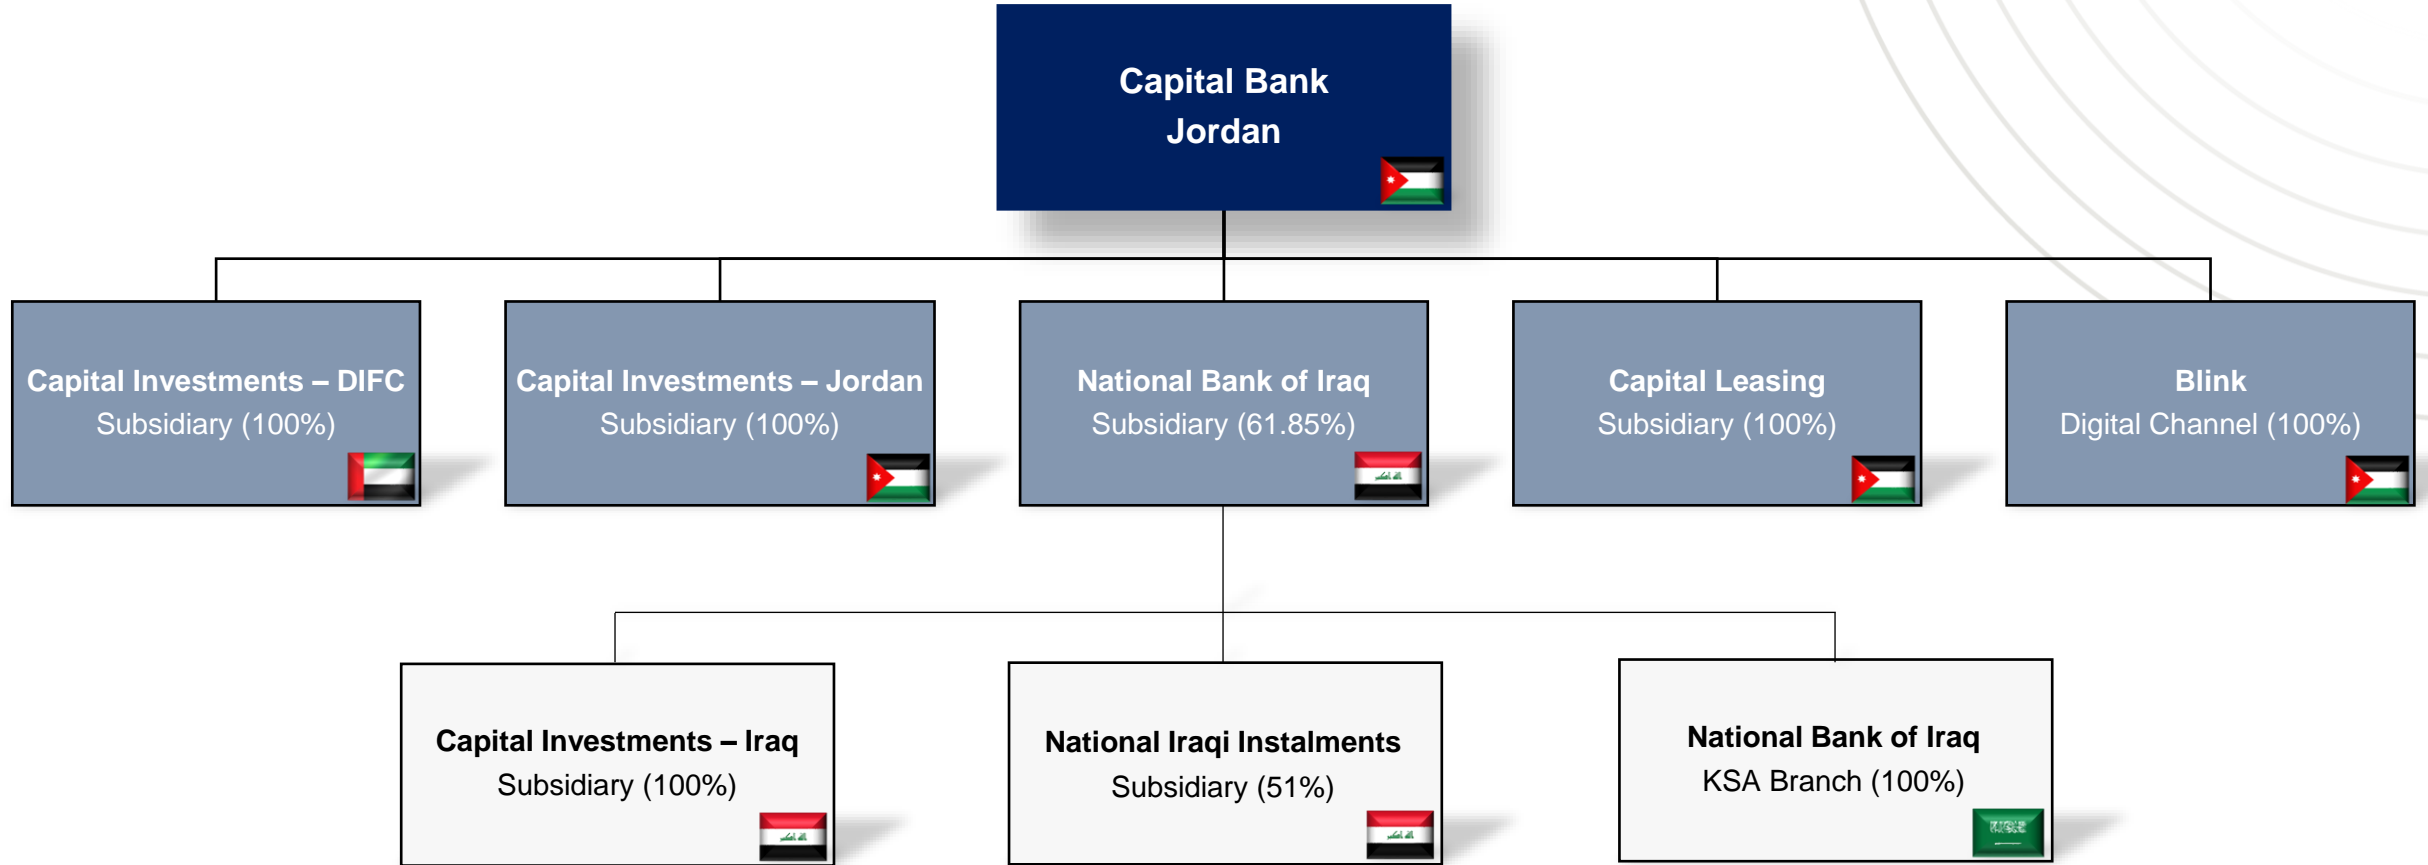 Capital Bank
Jordan
Capital Investments – DIFC
Subsidiary (100%)
Capital Investments – Jordan
Subsidiary (100%)
National Bank of Iraq
Subsidiary (61.85%)
Capital Leasing
Subsidiary (100%)
Blink
Digital Channel (100%)
Capital Investments – Iraq
Subsidiary (100%)
National Iraqi Instalments
Subsidiary (51%)
National Bank of Iraq
KSA Branch (100%)